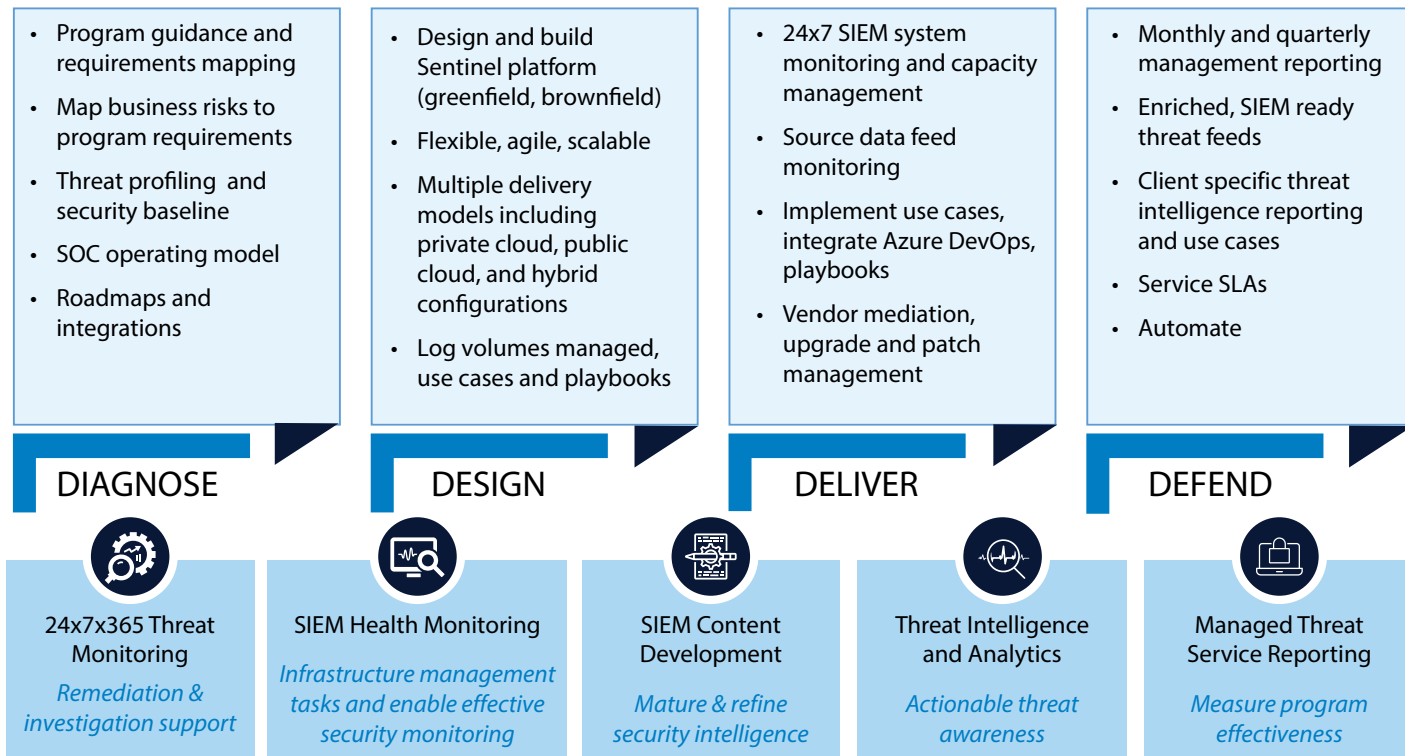 • Program guidance and
requirements mapping
• Map business risks to
program requirements
• Threat profiling and
security baseline
• SOC operating model
• Roadmaps and
integrations
• Design and build
Sentinel platform
(greenfield, brownfield)
• Flexible, agile, scalable
• Multiple delivery
models including
private cloud, public
cloud, and hybrid
configurations
• Log volumes managed,
use cases and playbooks
• 24x7 SIEM system
monitoring and capacity
management
• Source data feed
monitoring
• Implement use cases,
integrate Azure DevOps,
playbooks
• Vendor mediation,
upgrade and patch
management
• Monthly and quarterly
management reporting
• Enriched, SIEM ready
threat feeds
• Client specific threat
intelligence reporting
and use cases
• Service SLAs
• Automate
DIAGNOSE
DESIGN
DELIVER
DEFEND
24x7x365 Threat
Monitoring
Remediation &
investigation support
SIEM Health Monitoring
Infrastructure management
tasks and enable effective
security monitoring
SIEM Content
Development
Mature & refine
security intelligence
Threat Intelligence
and Analytics
Actionable threat
awareness
Managed Threat
Service Reporting
Measure program
effectiveness